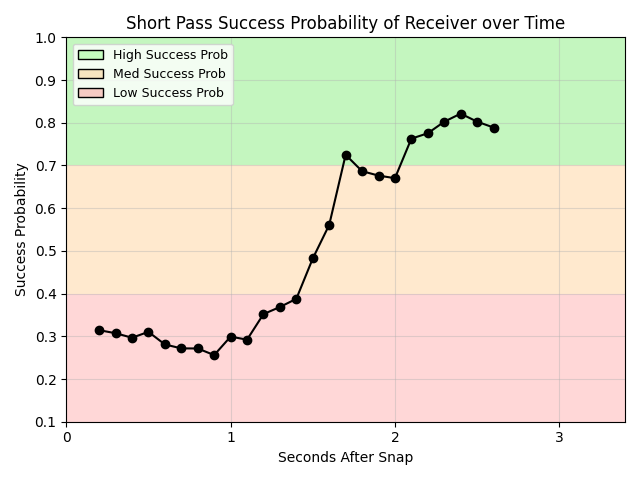 Short Pass Success Probability of Receiver over Time
1.0
0.9
0.8
0.7
0.6
0.5
0.4
0.3
0.2
0.1
Success Probability
High Success Prob
Med Success Prob
Low Success Prob
0 1 2 3
Seconds After Snap